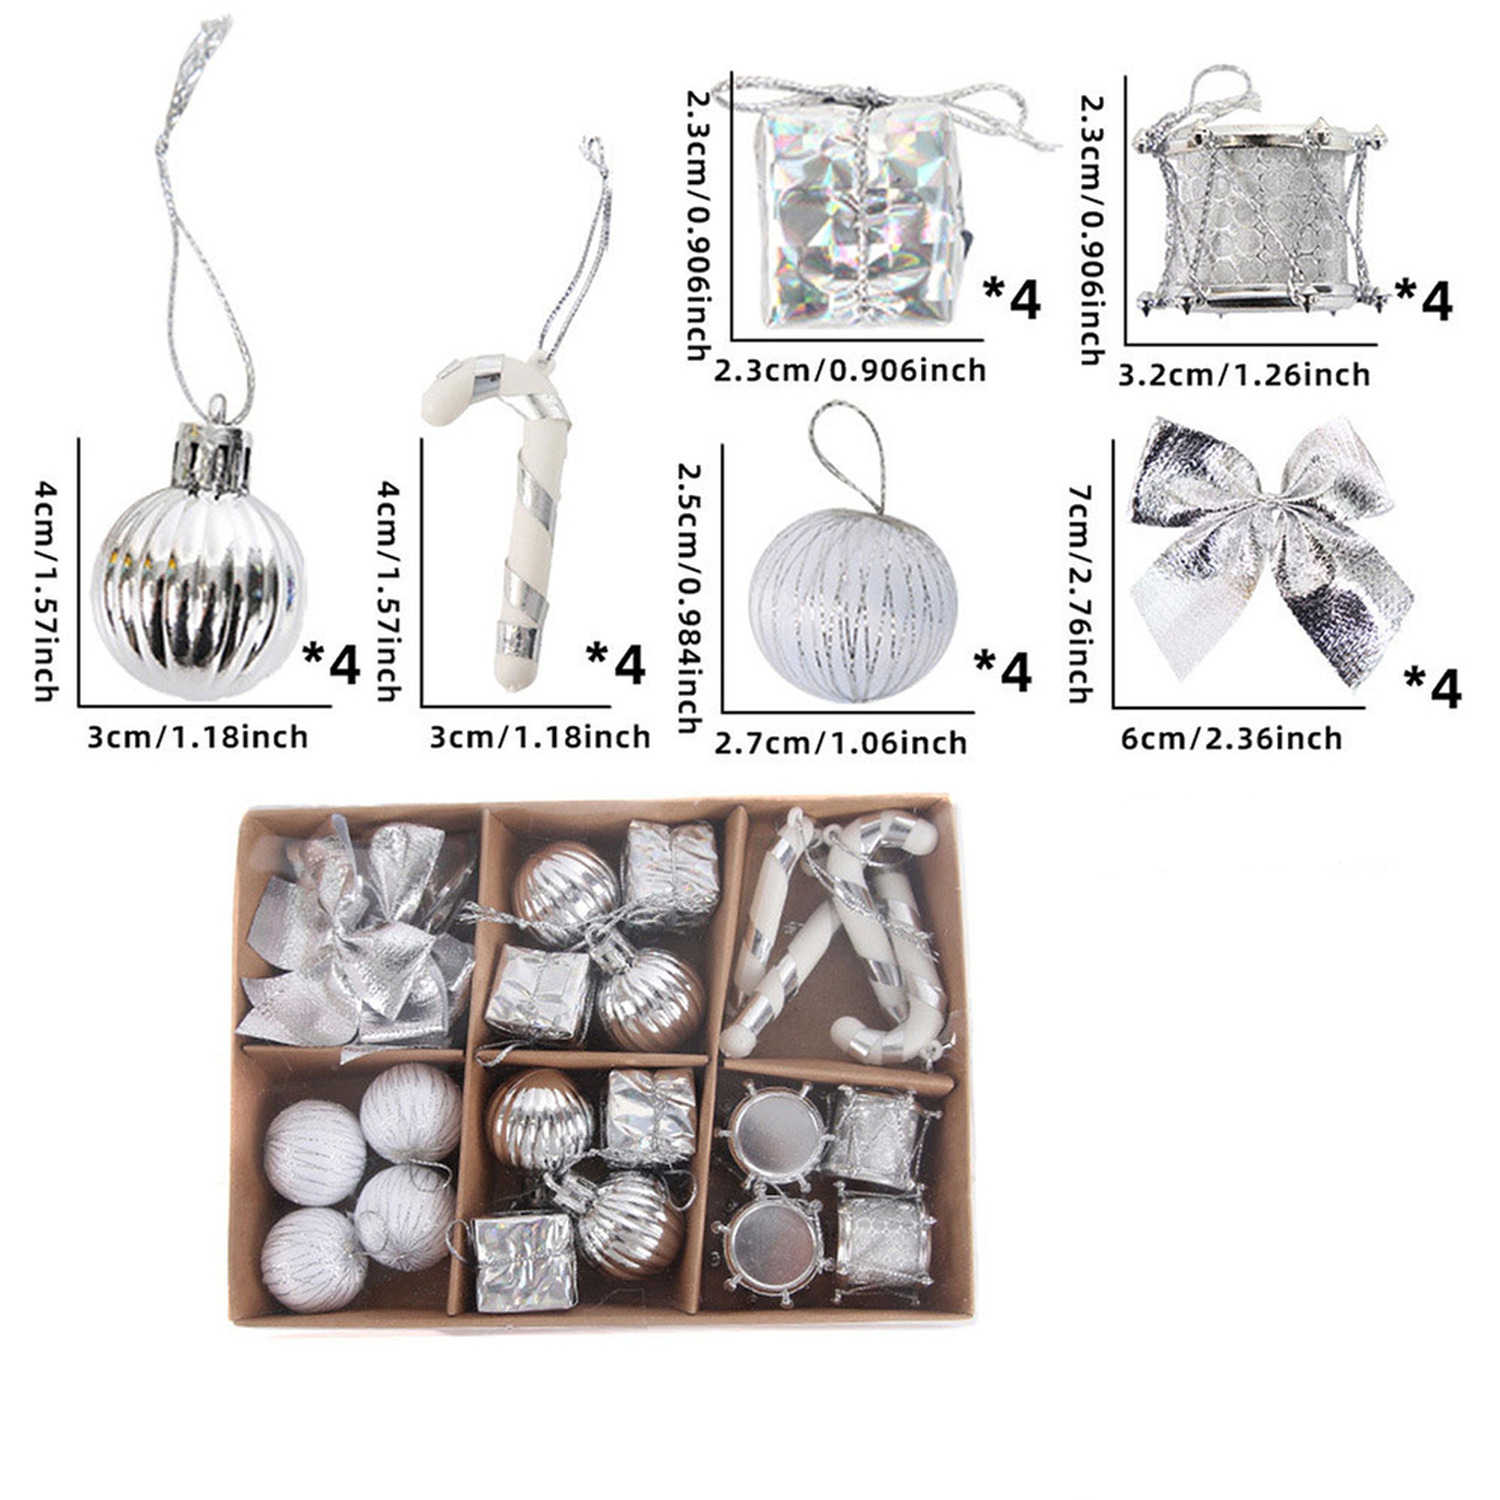 4cm/1.57inch
*4
3cm/1.18inch
4cm/1.57inch
*4
3cm/1.18inch
2.3cm/0.906inch
*4
2.3cm/0.906inch
2.3cm/0.906inch
*4
3.2cm/1.26inch
2.5cm/0.984inch
*4
2.7cm/1.06inch
7cm/2.76inch
*4
6cm/2.36inch